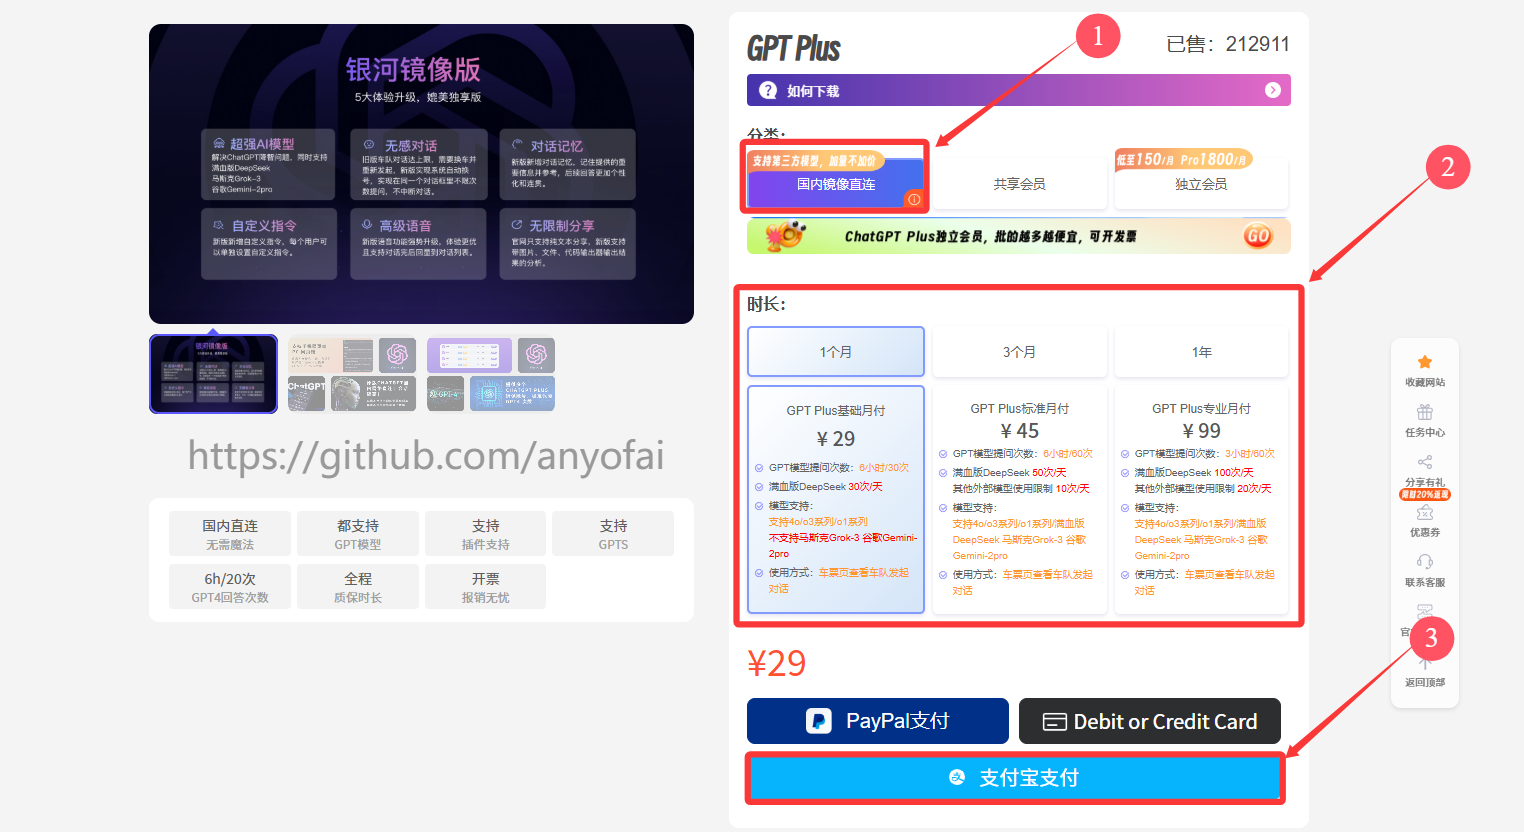 银河镜像版
5大体验升级，媲美独享版
超强AI模型
解决ChatGPT降智问题，同时支持
满血版DeepSeek
马斯克Grok-3
谷歌Gemini-2pro
无感对话
旧版车队对话达上限，需要换车并
重新发起，新版实现系统自动换
号，实现在同一个对话框里不限次
数提问，不中断对话。
对话记忆
新版新增对话记忆，记住提供的重
要信息并参考，后续回答更加个性
化和连贯。
自定义指令
新版新增自定义指令，每个用户可
以单独设置自定义指令。
高级语音
新版语音功能强势升级，体验更优
且支持对话完后回重到对话列表。
无限制分享
官网只支持纯文本分享，新版支持
带图片、文件、代码输出器输出结
果的分析。
https://github.com/anyofai
国内直连
无需魔法
都支持
GPT模型
支持
插件支持
支持
GPTS
6h/20次
GPT4回答次数
全程
质保时长
开票
报销无忧
GPT Plus
已售：212911
1
如何下载
分类：
支持第三方模型，加量不加价
国内镜像直连
共享会员
低至150/月 Pro1800/月
独立会员
ChatGPT Plus独立会员，批的越多越便宜，可开发票
GO
2
时长：
1个月
3个月
1年
GPT Plus基础月付
¥ 29
GPT模型提问次数：6小时/30次
满血版DeepSeek 30次/天
模型支持：
支持4o/o3系列/o1系列
不支持马斯克Grok-3 谷歌Gemini-
2pro
使用方式：车票页查看车队发起
对话
GPT Plus标准月付
¥ 45
GPT模型提问次数：6小时/60次
满血版DeepSeek 50次/天
其他外部模型使用限制 10次/天
模型支持：
支持4o/o3系列/o1系列/满血版
DeepSeek 马斯克Grok-3 谷歌
Gemini-2pro
使用方式：车票页查看车队发起
对话
GPT Plus专业月付
¥ 99
GPT模型提问次数：3小时/60次
满血版DeepSeek 100次/天
其他外部模型使用限制 20次/天
模型支持：
支持4o/o3系列/o1系列/满血版
DeepSeek 马斯克Grok-3 谷歌
Gemini-2pro
使用方式：车票页查看车队发起
对话
¥29
PayPal支付
Debit or Credit Card
支付宝支付
收藏网站
任务中心
分享有礼
限时20%返现
优惠券
联系客服
官
3
返回顶部